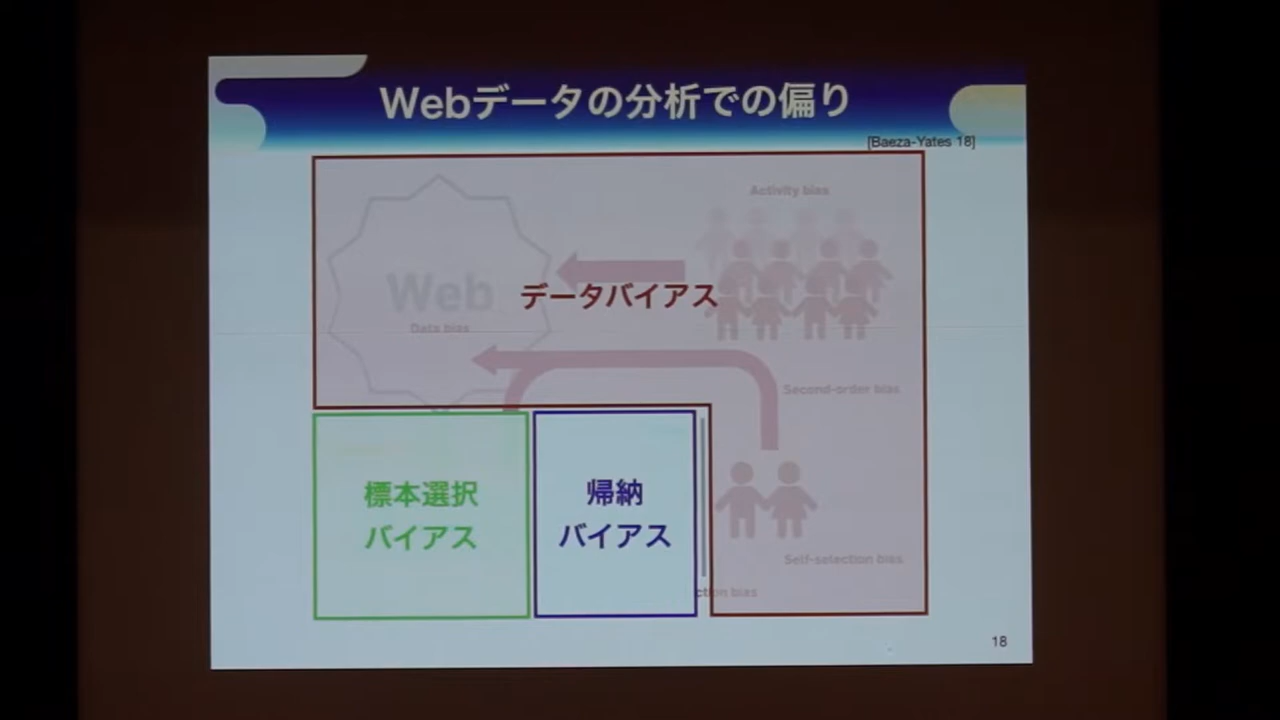 Webデータの分析での偏り
[Baeza-Yates 18]
Activity bias
Web
データバイアス
Data bias
Second-order bias
標本選択
バイアス
帰納
バイアス
Self-selection bias
ction bias
18